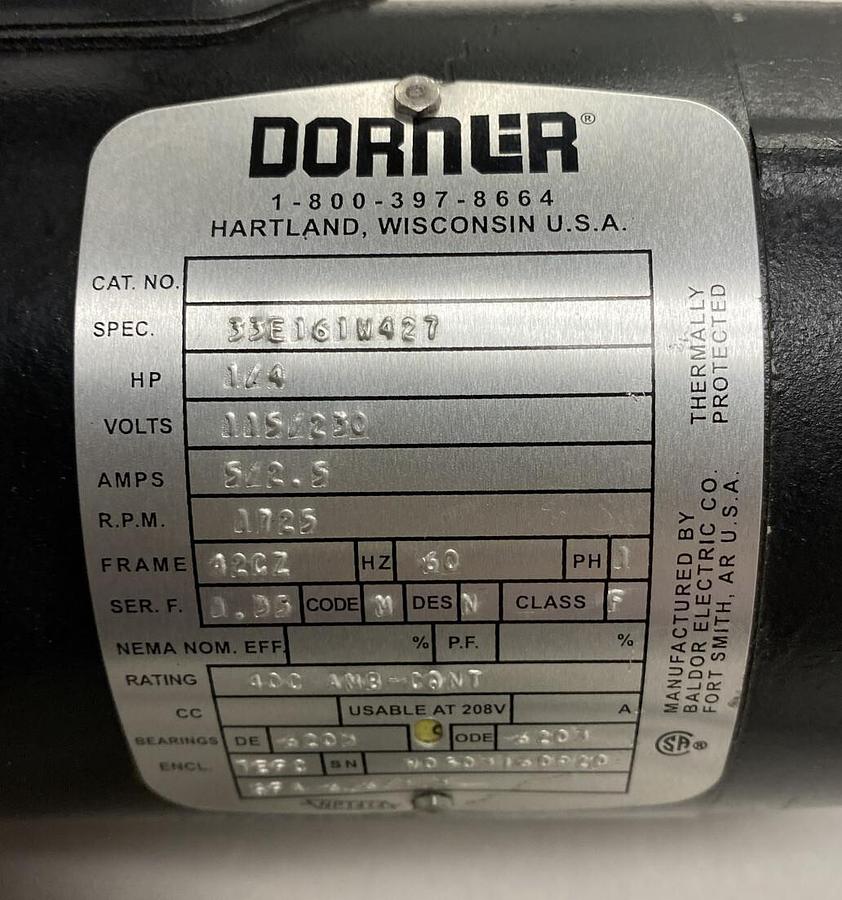 DORNER®
1-800-397-8664
HARTLAND, WISCONSIN U.S.A.
CAT. NO.
SPEC. 33E161W427
HP 1/4
VOLTS 115/230
AMPS 5/2.5
R.P.M. 1725
FRAME 42CZ HZ 60 PH 1
SER. F. 1.35 CODE M DES N CLASS F
NEMA NOM. EFF. % P.F. %
RATING 40C AMB-CONT
CC USABLE AT 208V A
BEARINGS DE 6203 ODE 6203
ENCL. SN
THERMALLY
PROTECTED
MANUFACTURED BY
BALDOR ELECTRIC CO.
FORT SMITH, AR U.S.A.
SA®